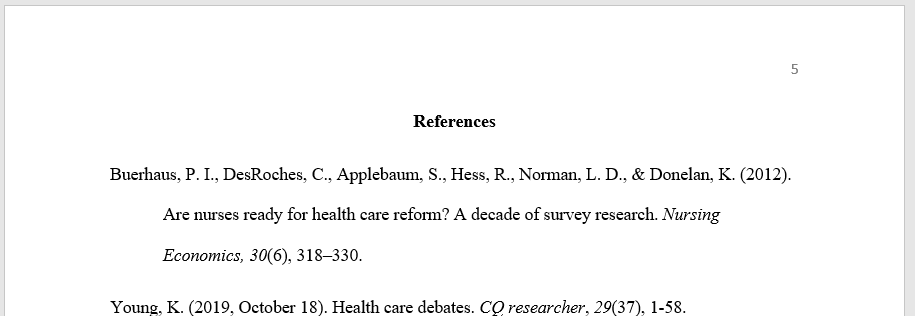 5
References
Buerhaus, P. I., DesRoches, C., Applebaum, S., Hess, R., Norman, L. D., & Donelan, K. (2012).
Are nurses ready for health care reform? A decade of survey research. Nursing
Economics, 30(6), 318–330.
Young, K. (2019, October 18). Health care debates. CQ researcher, 29(37), 1-58.